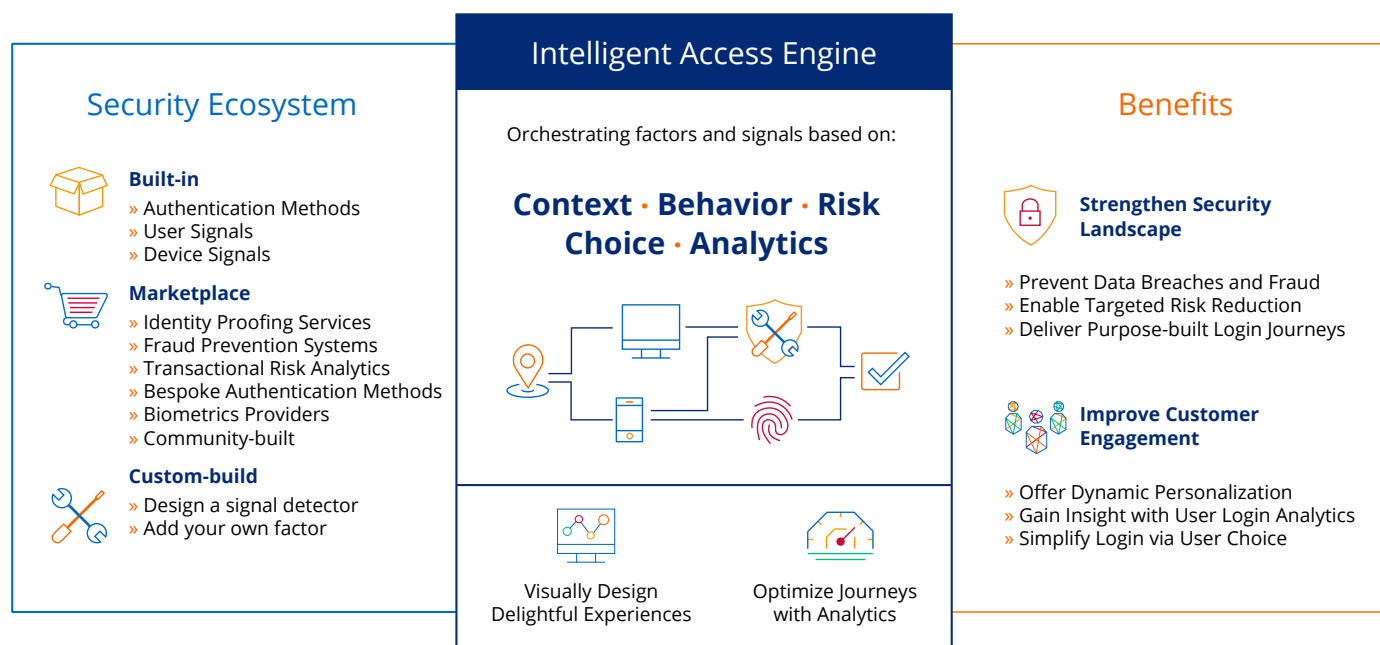 Security Ecosystem
Built-in
» Authentication Methods
» User Signals
» Device Signals
Marketplace
» Identity Proofing Services
» Fraud Prevention Systems
» Transactional Risk Analytics
» Bespoke Authentication Methods
» Biometrics Providers
» Community-built
Custom-build
» Design a signal detector
» Add your own factor
Intelligent Access Engine
Orchestrating factors and signals based on:
Context · Behavior · Risk
Choice · Analytics
Visually Design
Delightful Experiences
Optimize Journeys
with Analytics
Benefits
Strengthen Security
Landscape
» Prevent Data Breaches and Fraud
» Enable Targeted Risk Reduction
» Deliver Purpose-built Login Journeys
Improve Customer
Engagement
» Offer Dynamic Personalization
» Gain Insight with User Login Analytics
» Simplify Login via User Choice